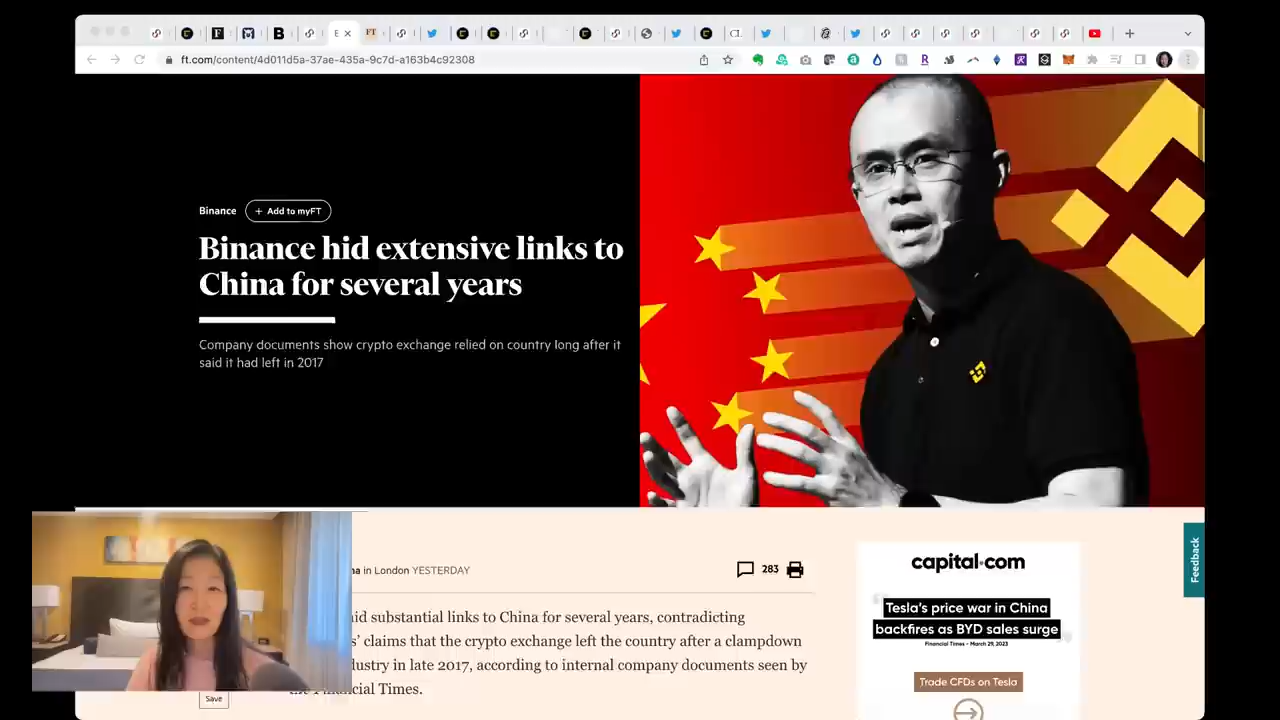 ft.com/content/4d011d5a-37ae-435a-9c7d-a163b4c92308
Binance
+ Add to myFT
Binance hid extensive links to
China for several years
Company documents show crypto exchange relied on country long after it
said it had left in 2017
in London YESTERDAY
283
substantial links to China for several years, contradicting
claims that the crypto exchange left the country after a clampdown
in late 2017, according to internal company documents seen by
Financial Times.
Save
capital.com
Tesla's price war in China
backfires as BYD sales surge
Financial Times - March 29, 2023
Trade CFDs on Tesla
Feedback